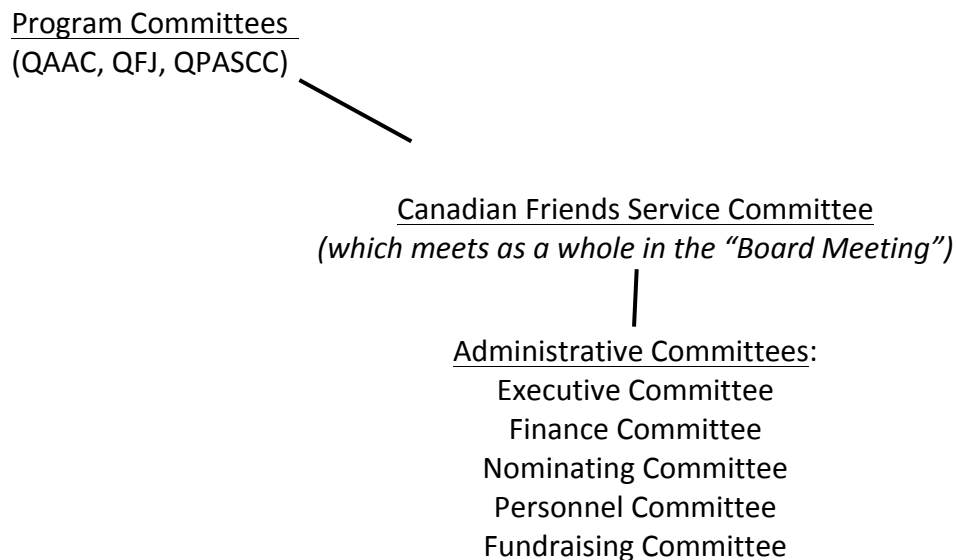 Program Committees
(QAAC, QFJ, QPASCC)
Canadian Friends Service Committee
(which meets as a whole in the “Board Meeting”)
Administrative Committees:
Executive Committee
Finance Committee
Nominating Committee
Personnel Committee
Fundraising Committee